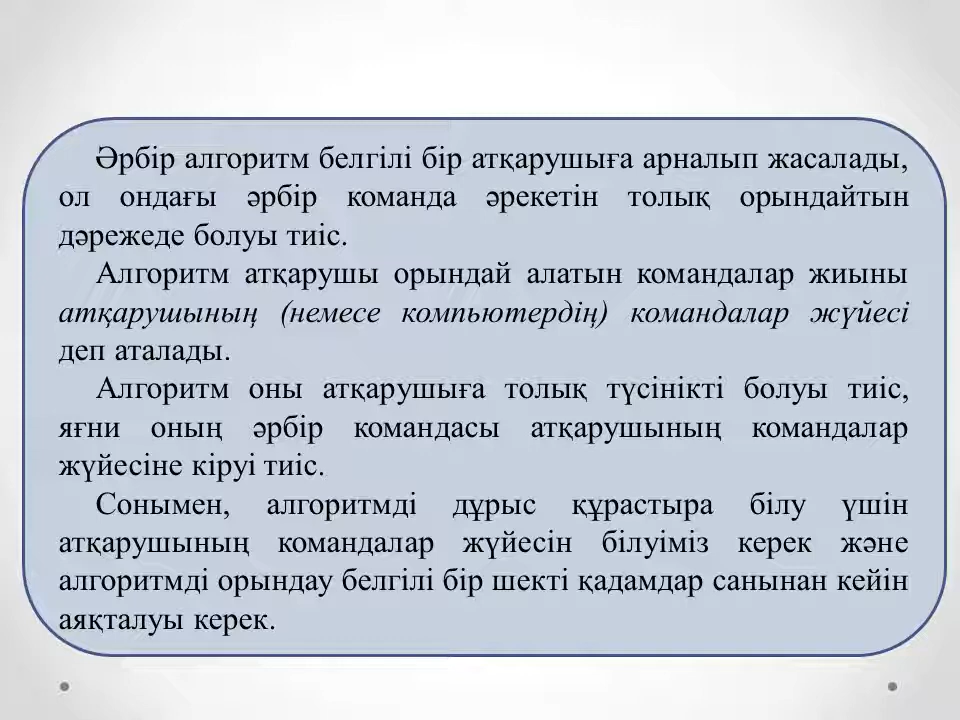 Әрбір алгоритм белгілі бір атқарушыға арналып жасалады,
ол ондағы әрбір команда әрекетін толық орындайтын
дәрежеде болуы тиіс.
Алгоритм атқарушы орындай алатын командалар жиыны
атқарушының (немесе компьютердің) командалар жүйесі
деп аталады.
Алгоритм оны атқарушыға толық түсінікті болуы тиіс,
яғни оның әрбір командасы атқарушының командалар
жүйесіне кіруі тиіс.
Сонымен, алгоритмді дұрыс құрастыра білу үшін
атқарушының командалар жүйесін білуіміз керек және
алгоритмді орындау белгілі бір шекті қадамдар санынан кейін
аяқталуы керек.